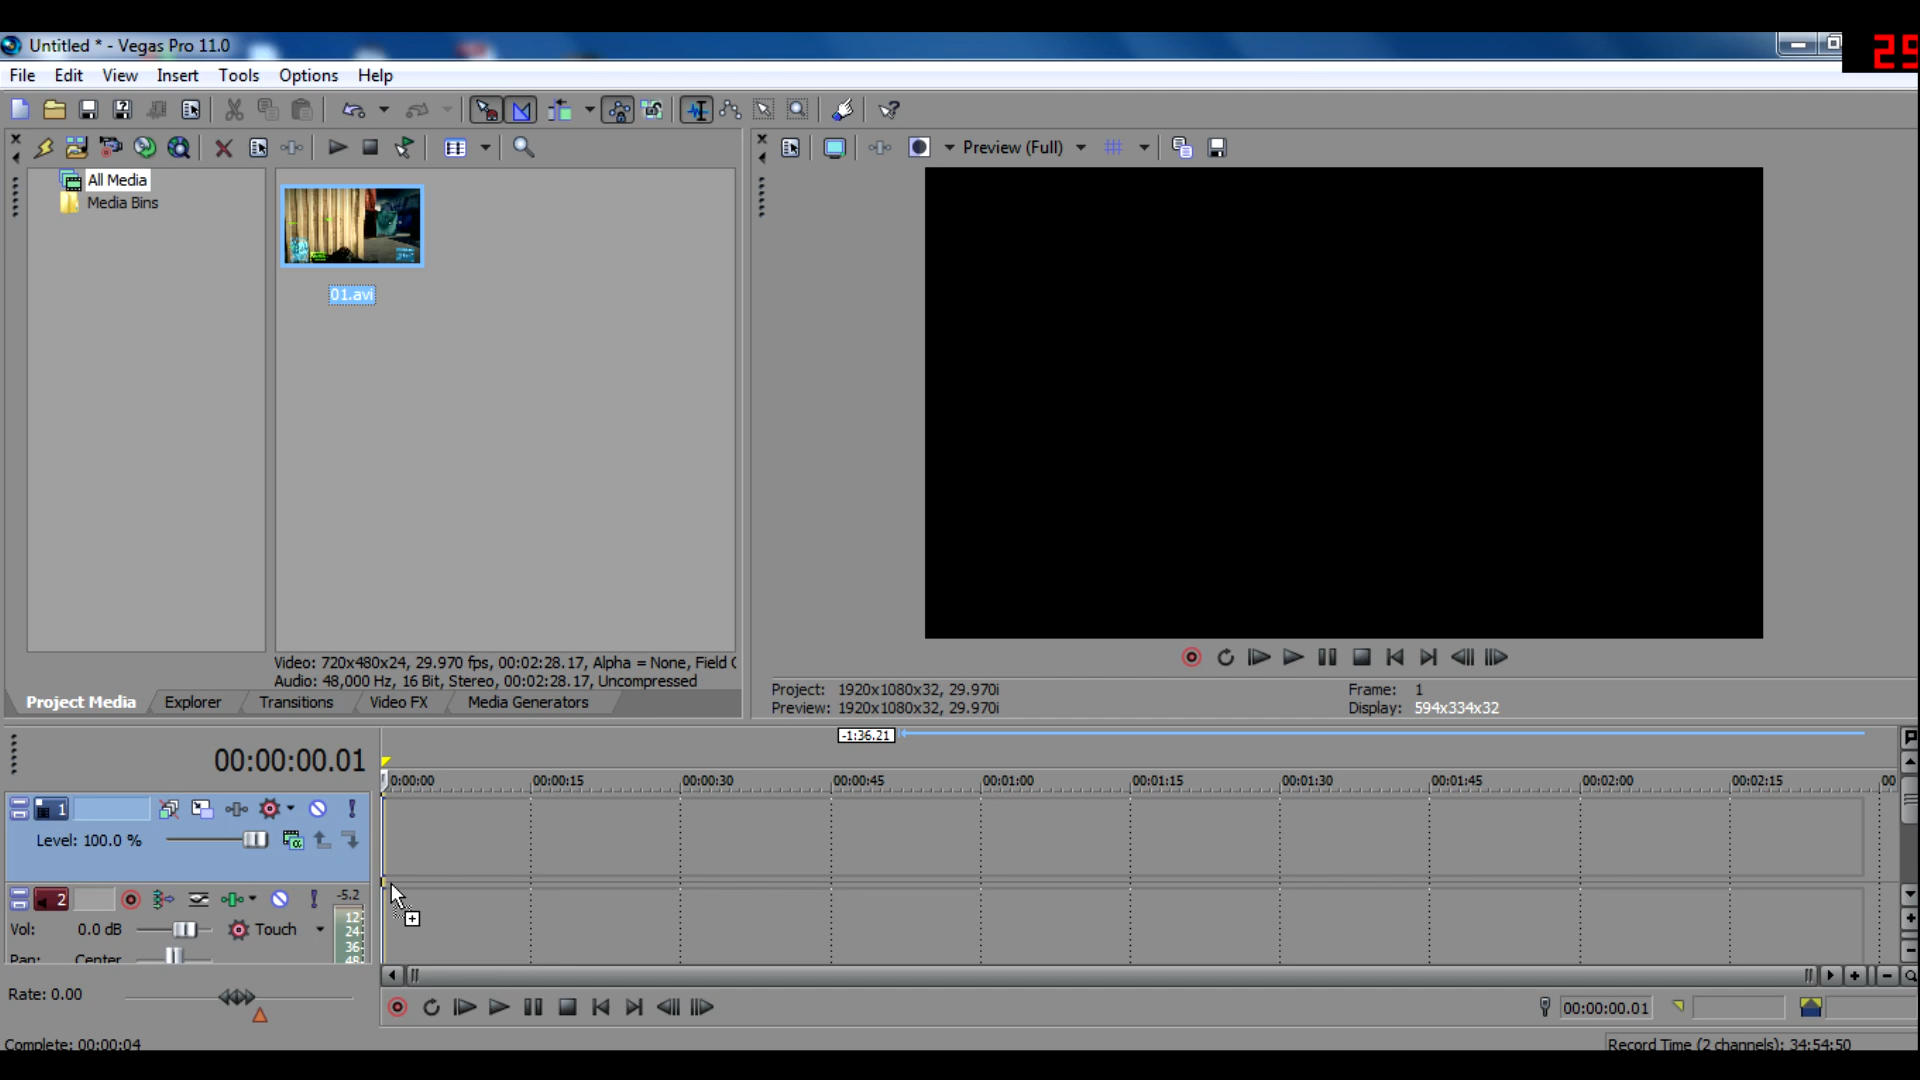 Untitled * - Vegas Pro 11.0
25
File Edit View Insert Tools Options Help
Preview (Full)
All Media
Media Bins
01.avi
Video: 720x480x24, 29.970 fps, 00:02:28.17, Alpha = None, Field
Audio: 48,000 Hz, 16 Bit, Stereo, 00:02:28.17, Uncompressed
Project Media Explorer Transitions Video FX Media Generators
Project: 1920x1080x32, 29.970i
Preview: 1920x1080x32, 29.970i
Frame: 1
Display: 594x334x32
-1:36.21
00:00:00.01
0:00:00 00:00:15 00:00:30 00:00:45 00:01:00 00:01:15 00:01:30 00:01:45 00:02:00 00:02:15 00
1
Level: 100.0 %
2 -5.2
Vol: 0.0 dB Touch
12
24
36
48
Pan: Center
Rate: 0.00
00:00:00.01
Complete: 00:00:04
Record Time (2 channels): 34:54:50